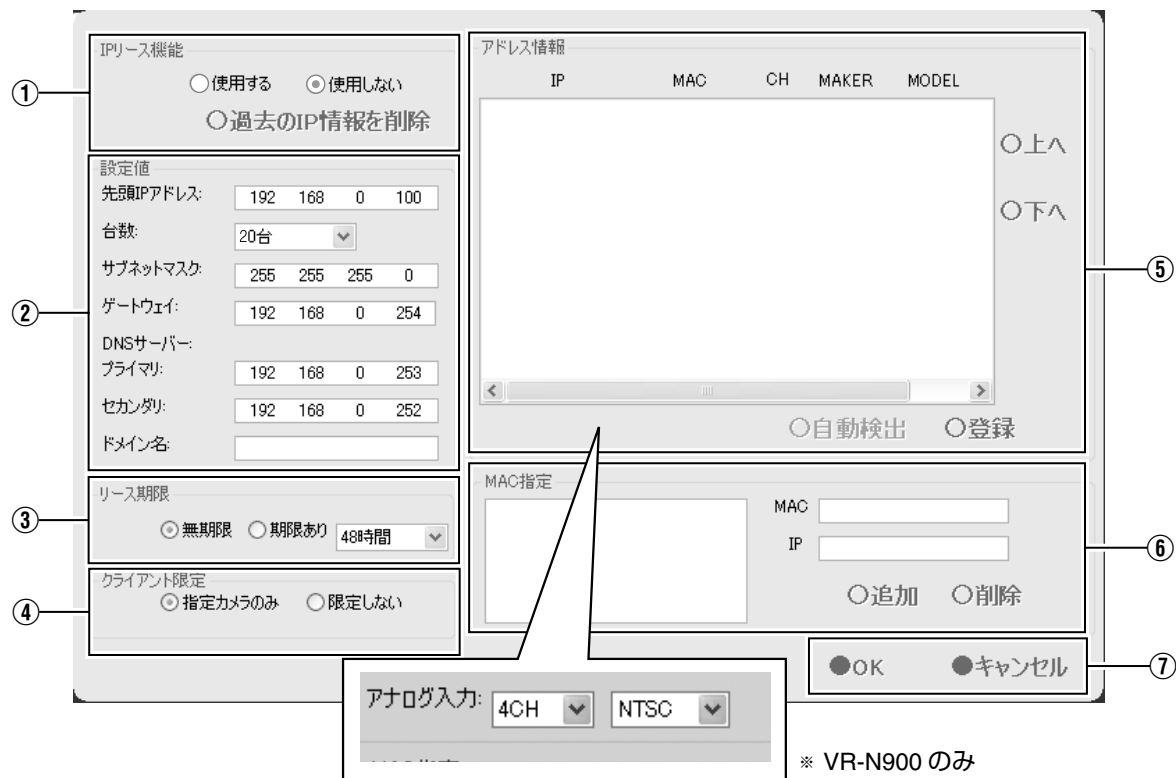 ①
IPリース機能
使用する 使用しない
過去のIP情報を削除
②
設定値
先頭IPアドレス: 192 168 0 100
台数: 20台
サブネットマスク: 255 255 255 0
ゲートウェイ: 192 168 0 254
DNSサーバー:
プライマリ: 192 168 0 253
セカンダリ: 192 168 0 252
ドメイン名:
③
リース期限
無期限 期限あり 48時間
④
クライアント限定
指定カメラのみ 限定しない
⑤
アドレス情報
IP MAC CH MAKER MODEL
上へ
下へ
自動検出 登録
⑥
MAC指定
MAC
IP
追加 削除
⑦
OK キャンセル
アナログ入力: 4CH NTSC
※ VR-N900 のみ